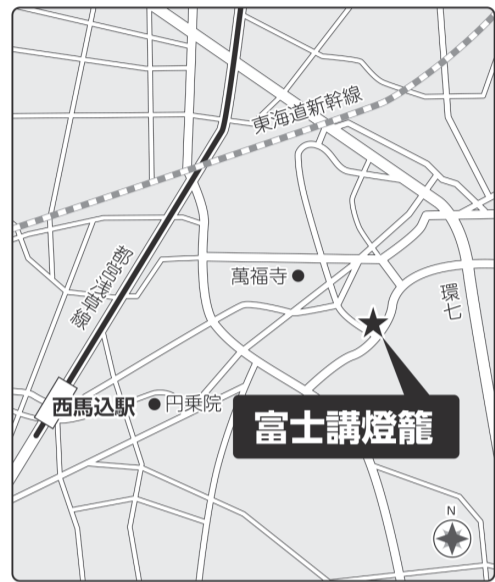 東海道新幹線
都営浅草線
萬福寺
環七
西馬込駅
円乗院
富士講燈籠
N